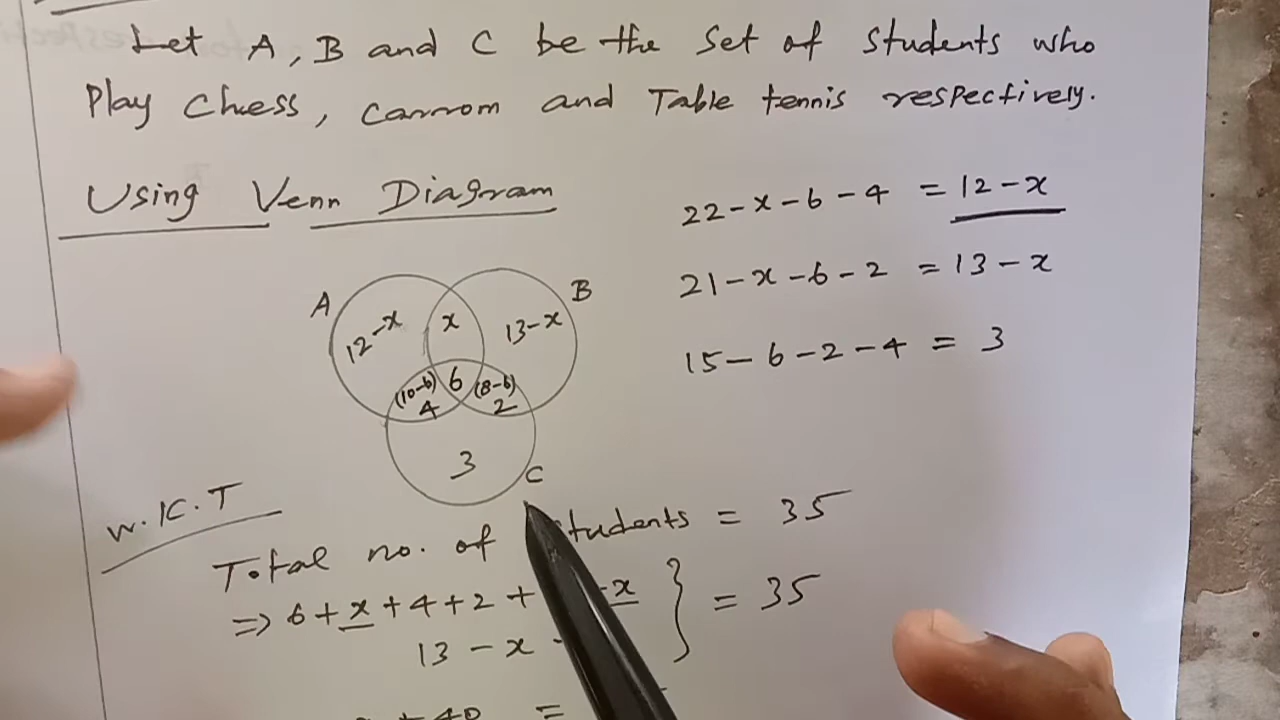 Let A, B and C be the set of students who
Play chess, carrom and Table tennis respectively.
Using Venn Diagram
22-x-6-4 = 12-x
21-x-6-2 = 13-x
15-6-2-4 = 3
A
B
12-x
x
13-x
(10-6)
6
(8-6)
4
2
3
C
W.K.T
Total no. of students = 35
=> 6+x+4+2+ -x } = 35
13-x
+40 =